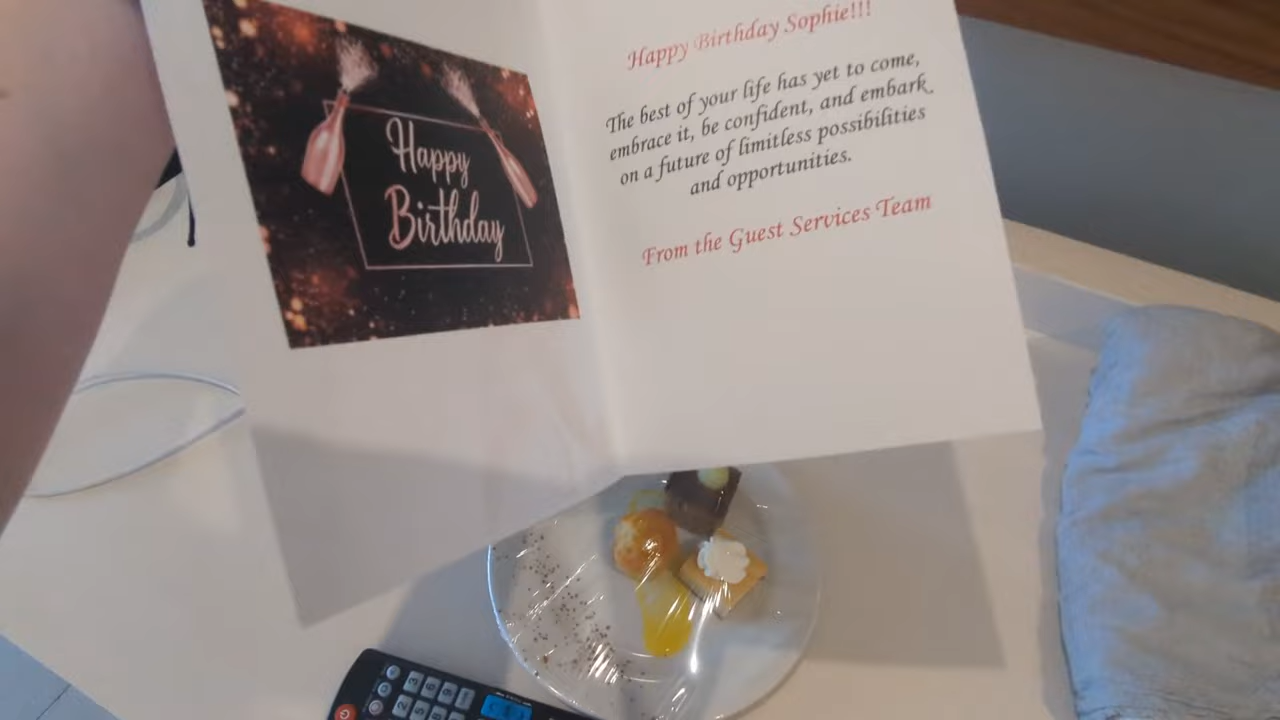 Happy
Birthday
Happy Birthday Sophie!!!
The best of your life has yet to come,
embrace it, be confident, and embark
on a future of limitless possibilities
and opportunities.
From the Guest Services Team